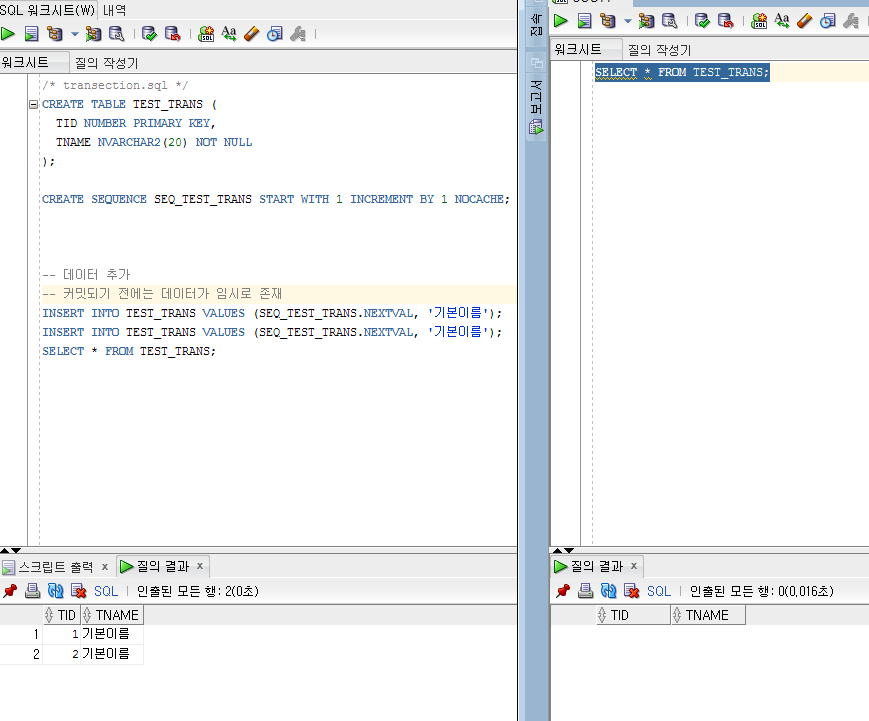 SQL 워크시트(W) 내역
워크시트 질의 작성기
/* transection.sql */
CREATE TABLE TEST_TRANS (
TID NUMBER PRIMARY KEY,
TNAME NVARCHAR2(20) NOT NULL
);
CREATE SEQUENCE SEQ_TEST_TRANS START WITH 1 INCREMENT BY 1 NOCACHE;
-- 데이터 추가
-- 커밋되기 전에는 데이터가 임시로 존재
INSERT INTO TEST_TRANS VALUES (SEQ_TEST_TRANS.NEXTVAL, '기본이름');
INSERT INTO TEST_TRANS VALUES (SEQ_TEST_TRANS.NEXTVAL, '기본이름');
SELECT * FROM TEST_TRANS;
스크립트 출력 x 질의 결과 x
SQL | 인출된 모든 행: 2(0초)
TID TNAME
1 1 기본이름
2 2 기본이름
접속
보고서
워크시트 질의 작성기
SELECT * FROM TEST_TRANS;
질의 결과 x
SQL | 인출된 모든 행: 0(0,016초)
TID TNAME